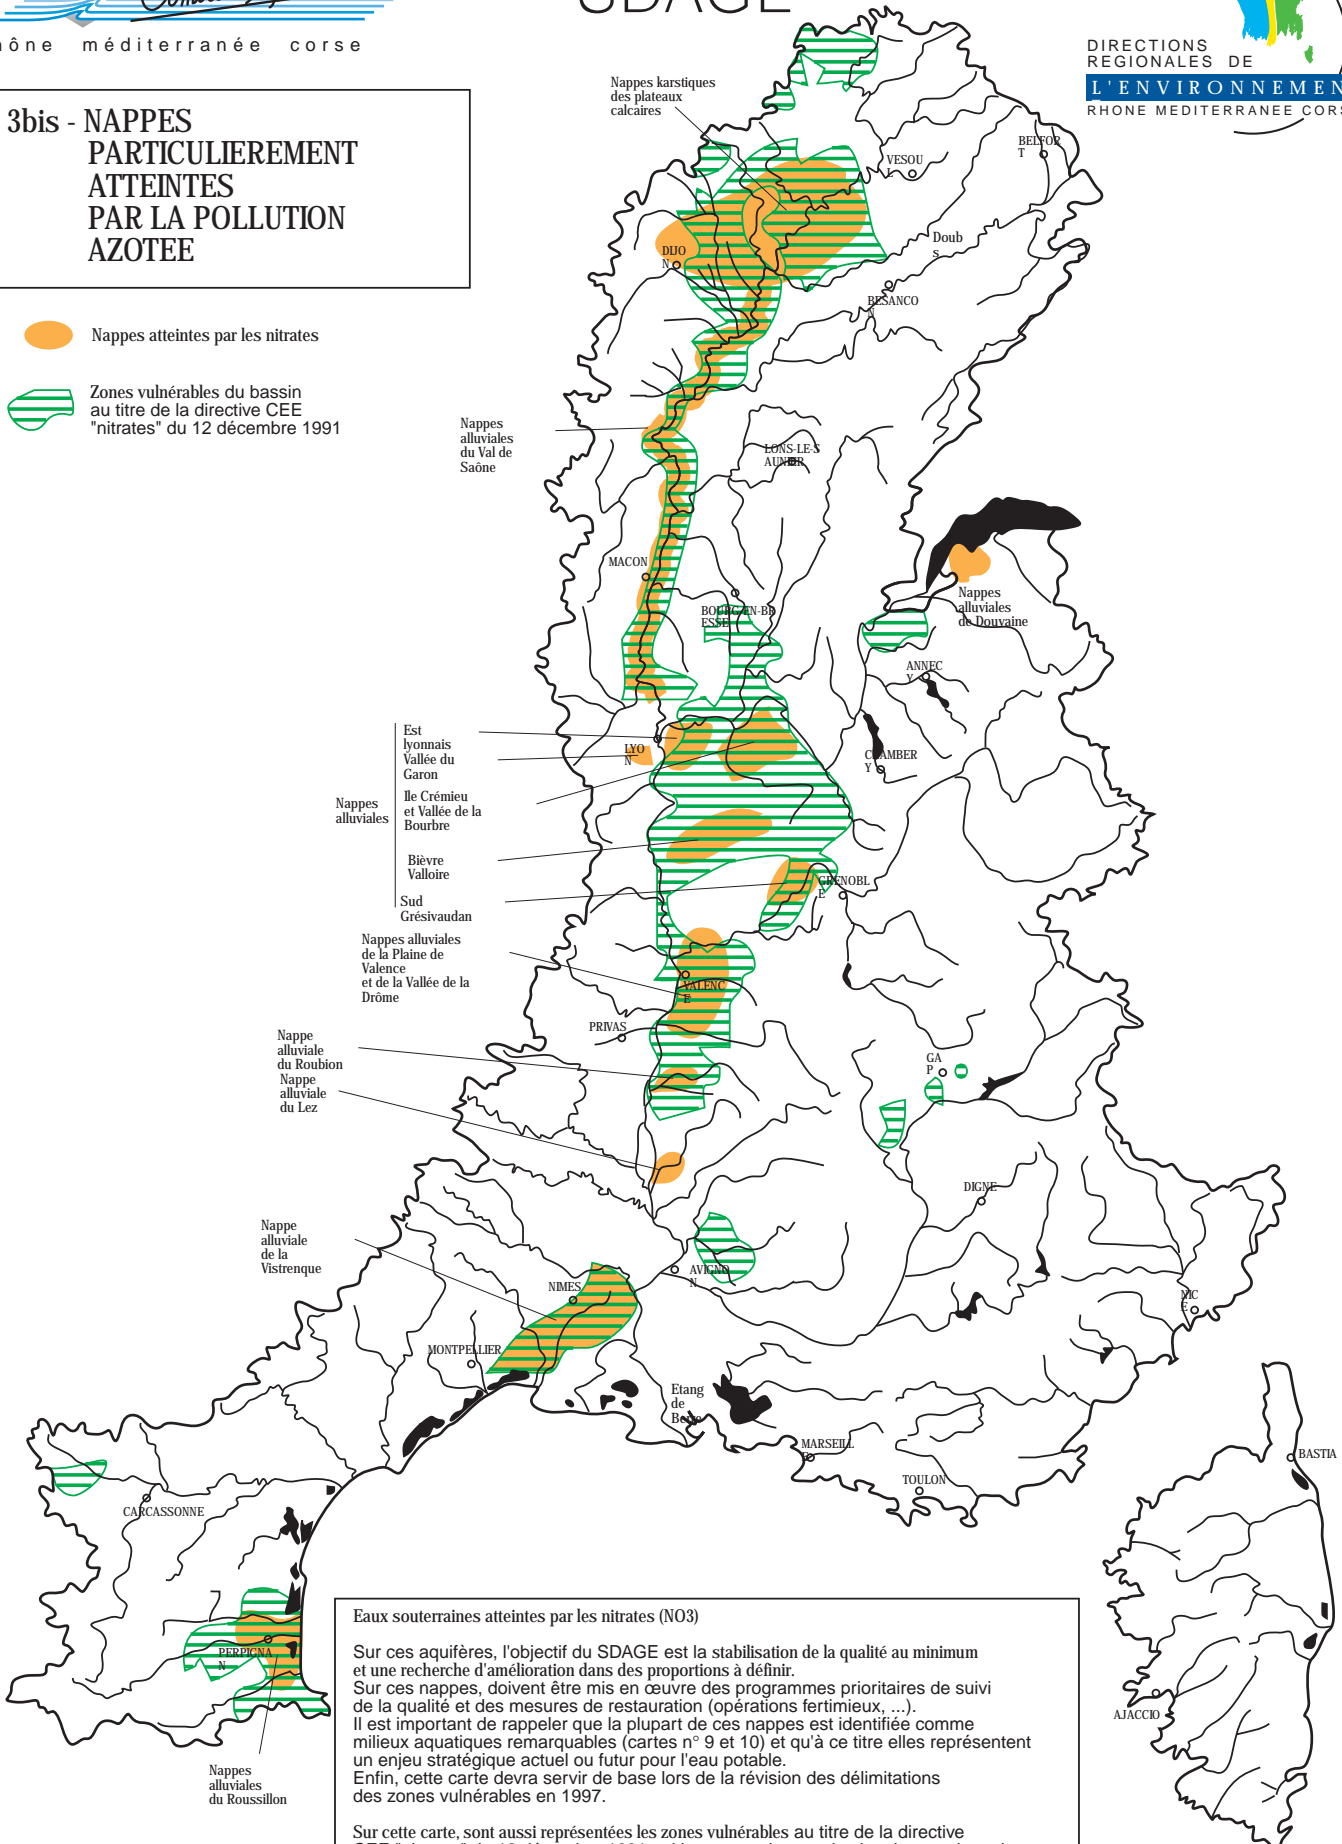 SDAGE
rhône méditerranée corse
DIRECTIONS
REGIONALES DE
L'ENVIRONNEMEN
RHONE MEDITERRANEE CORS
3bis - NAPPES
PARTICULIEREMENT
ATTEINTES
PAR LA POLLUTION
AZOTEE
Nappes atteintes par les nitrates
Zones vulnérables du bassin
au titre de la directive CEE
"nitrates" du 12 décembre 1991
Nappes karstiques
des plateaux
calcaires
BELFOR
T
VESOU
L
Doub
s
DIJO
N
BESANCO
N
Nappes
alluviales
du Val de
Saône
LONS-LE-S
AUNIER
MACON
BOURG-EN-BR
ESSE
Nappes
alluviales
de Douvaine
ANNEC
Y
Est
lyonnais
Vallée du
Garon
LYO
N
CHAMBER
Y
Nappes
alluviales
Ile Crémieu
et Vallée de la
Bourbre
Bièvre
Valloire
Sud
Grésivaudan
GRENOBL
E
Nappes alluviales
de la Plaine de
Valence
et de la Vallée de la
Drôme
VALENC
E
PRIVAS
Nappe
alluviale
du Roubion
Nappe
alluviale
du Lez
GA
P
DIGNE
Nappe
alluviale
de la
Vistrenque
AVIGNO
N
NIMES
NIC
E
MONTPELLIER
Etang
de
Berre
MARSEILL
E
TOULON
BASTIA
CARCASSONNE
PERPIGNA
N
AJACCIO
Nappes
alluviales
du Roussillon
Eaux souterraines atteintes par les nitrates (NO3)
Sur ces aquifères, l'objectif du SDAGE est la stabilisation de la qualité au minimum
et une recherche d'amélioration dans des proportions à définir.
Sur ces nappes, doivent être mis en œuvre des programmes prioritaires de suivi
de la qualité et des mesures de restauration (opérations fertimieux, ...).
Il est important de rappeler que la plupart de ces nappes est identifiée comme
milieux aquatiques remarquables (cartes n° 9 et 10) et qu'à ce titre elles représentent
un enjeu stratégique actuel ou futur pour l'eau potable.
Enfin, cette carte devra servir de base lors de la révision des délimitations
des zones vulnérables en 1997.
Sur cette carte, sont aussi représentées les zones vulnérables au titre de la directive